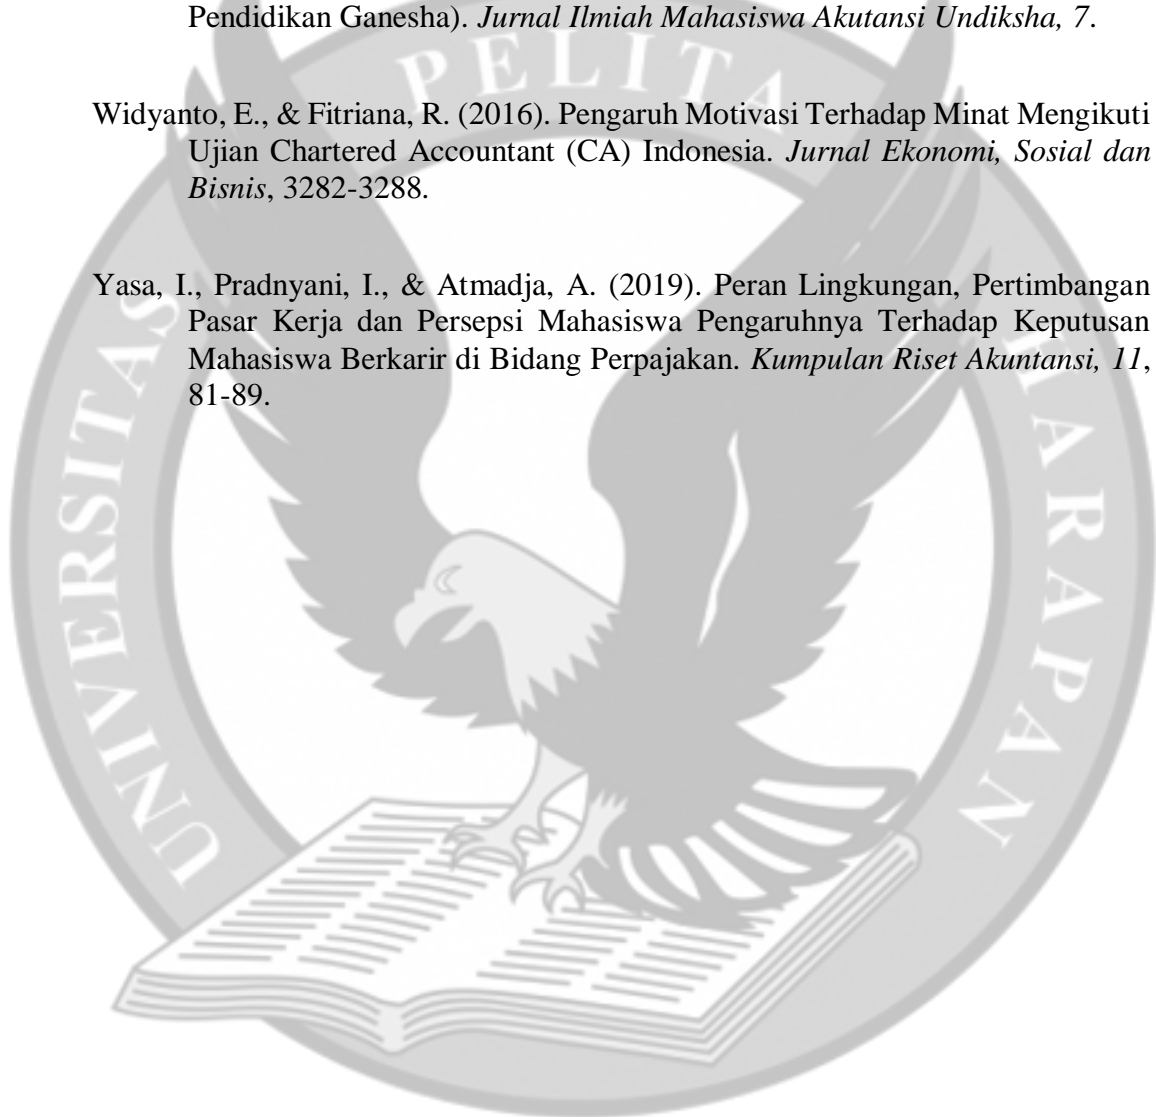 Pendidikan Ganesha). Jurnal Ilmiah Mahasiswa Akutansi Undiksha, 7.
Widyanto, E., & Fitriana, R. (2016). Pengaruh Motivasi Terhadap Minat Mengikuti
Ujian Chartered Accountant (CA) Indonesia. Jurnal Ekonomi, Sosial dan
Bisnis, 3282-3288.
Yasa, I., Pradnyani, I., & Atmadja, A. (2019). Peran Lingkungan, Pertimbangan
Pasar Kerja dan Persepsi Mahasiswa Pengaruhnya Terhadap Keputusan
Mahasiswa Berkarir di Bidang Perpajakan. Kumpulan Riset Akuntansi, 11,
81-89.
UNIVERSITAS PELITA HARAPAN